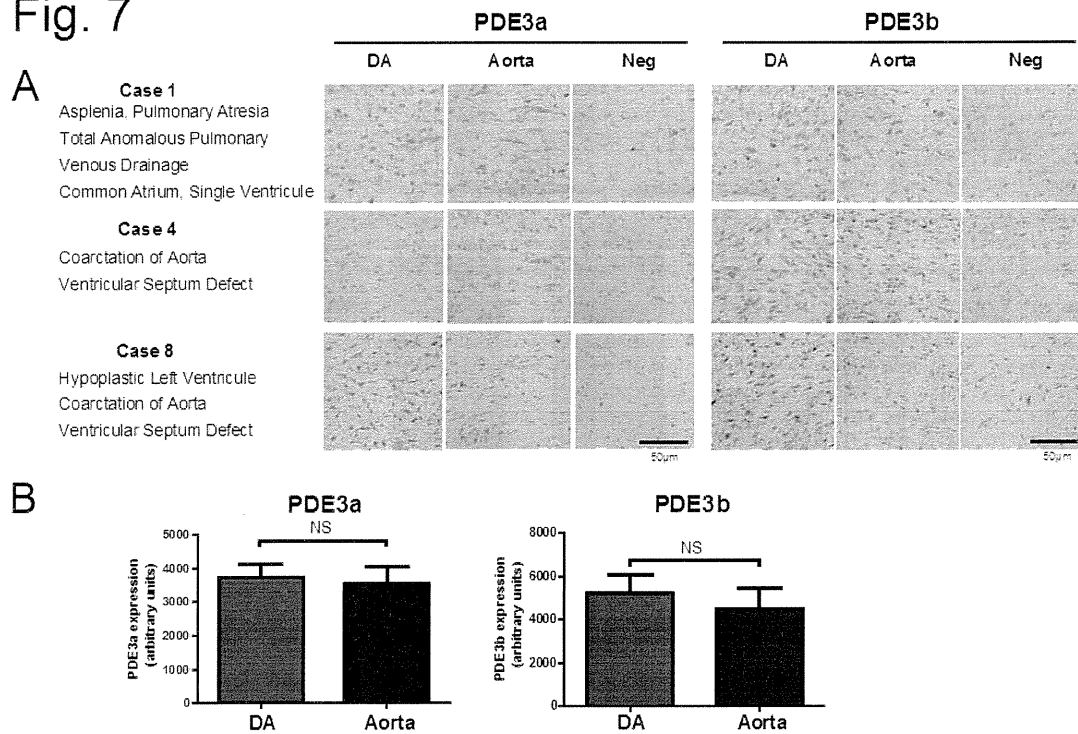 Fig. 7
PDE3a
PDE3b
DA
Aorta
Neg
DA
Aorta
Neg
A
Case 1
Asplenia, Pulmonary Atresia
Total Anomalous Pulmonary
Venous Drainage
Common Atrium, Single Ventricule
Case 4
Coarctation of Aorta
Ventricular Septum Defect
Case 8
Hypoplastic Left Ventricule
Coarctation of Aorta
Ventricular Septum Defect
50µm
50µm
B
PDE3a
NS
PDE3a expression
(arbitrary units)
5000
4000
3000
2000
1000
0
DA
Aorta
PDE3b
NS
PDE3b expression
(arbitrary units)
8000
6000
4000
2000
0
DA
Aorta